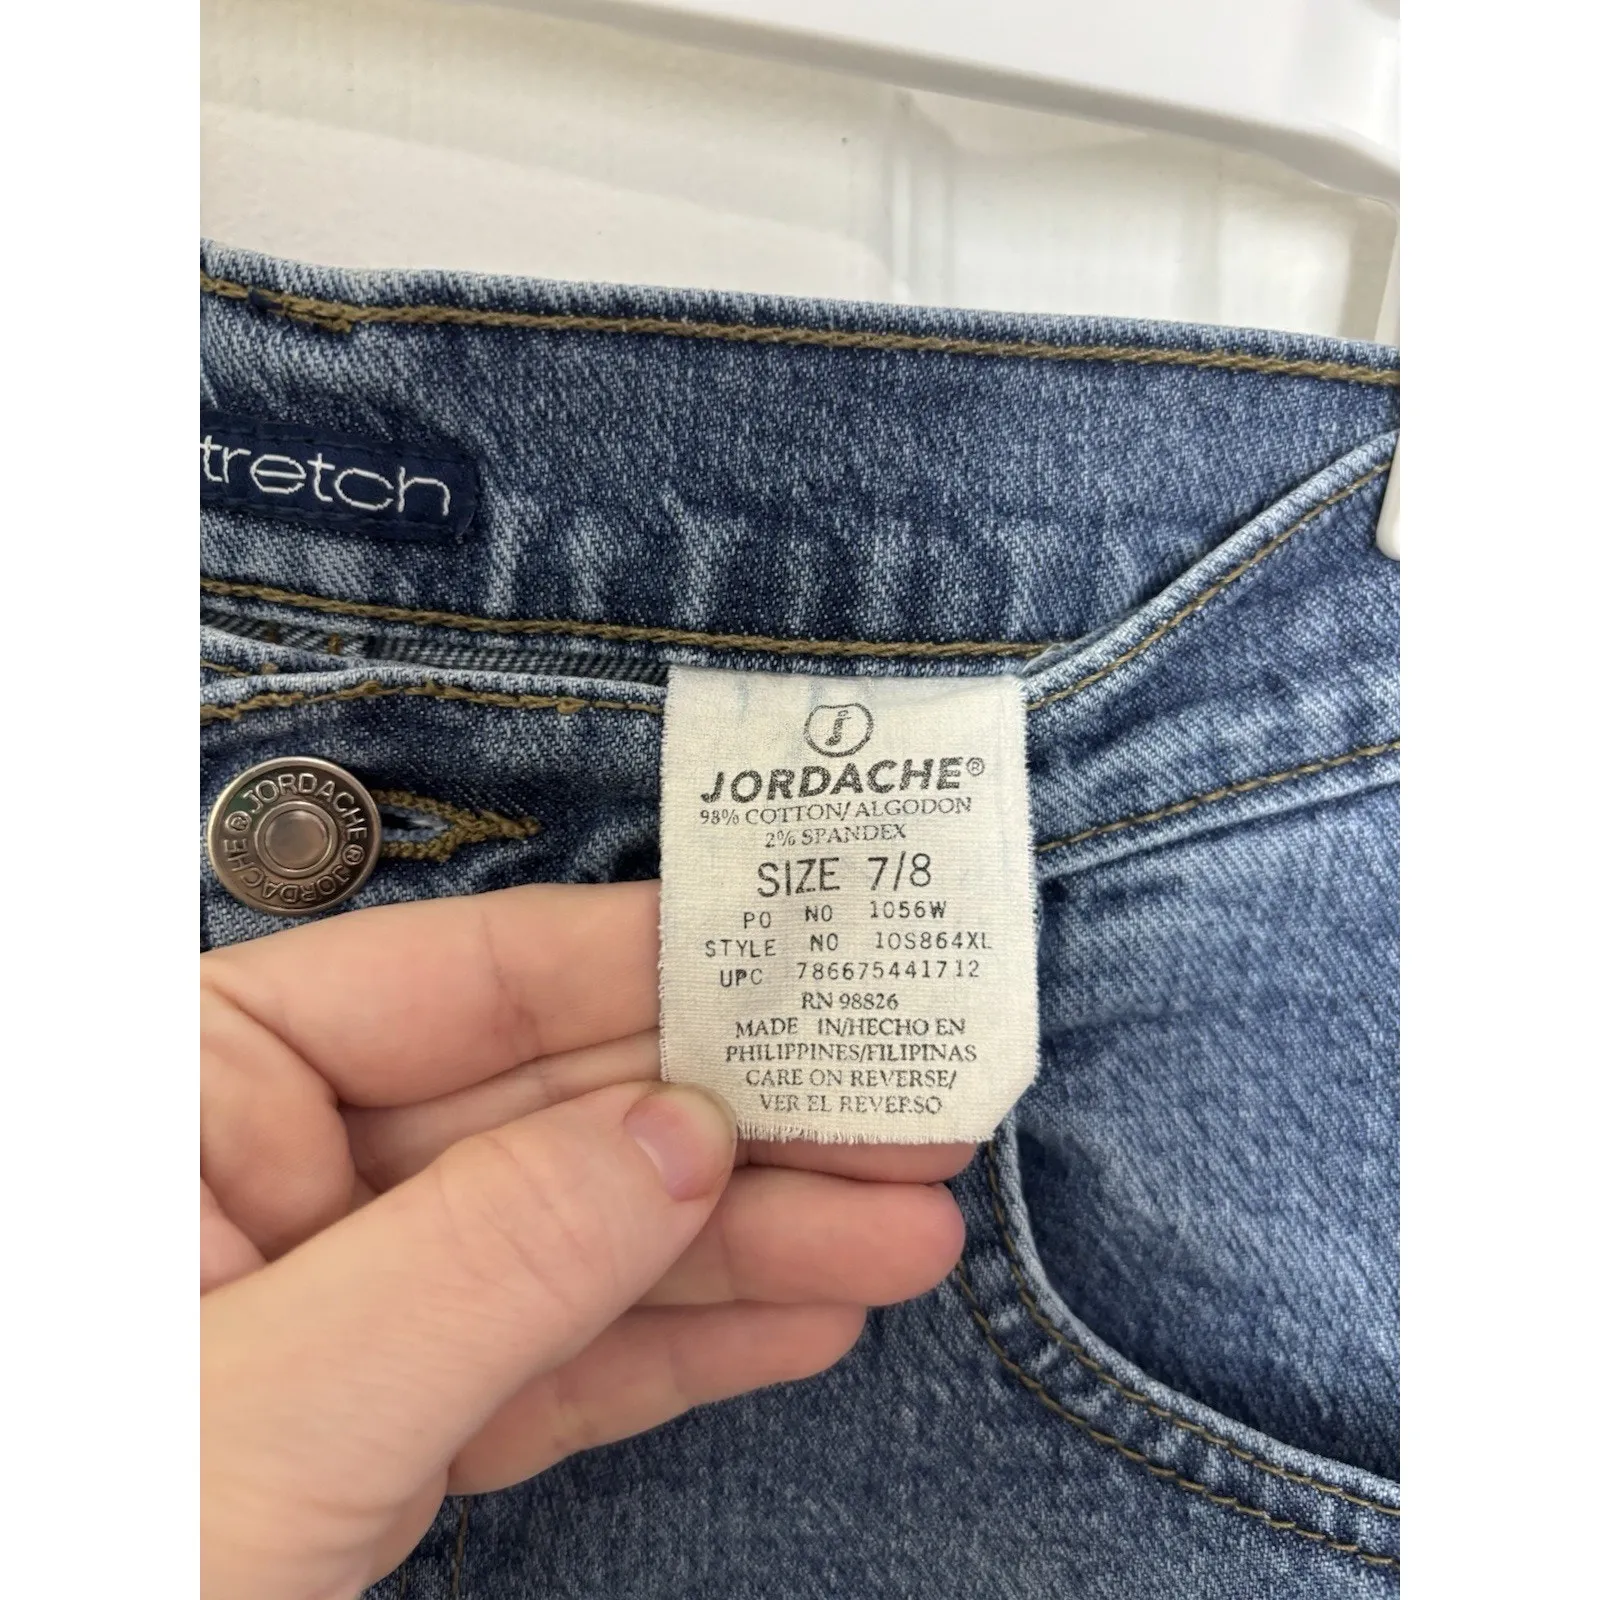 tretch
JORDACHE ® JORDACHE ®
j
JORDACHE®
98% COTTON/ALGODON
2% SPANDEX
SIZE 7/8
PO NO 1056W
STYLE NO 10S864XL
UPC 786675441712
RN 98826
MADE IN/HECHO EN
PHILIPPINES/FILIPINAS
CARE ON REVERSE/
VER EL REVERSO